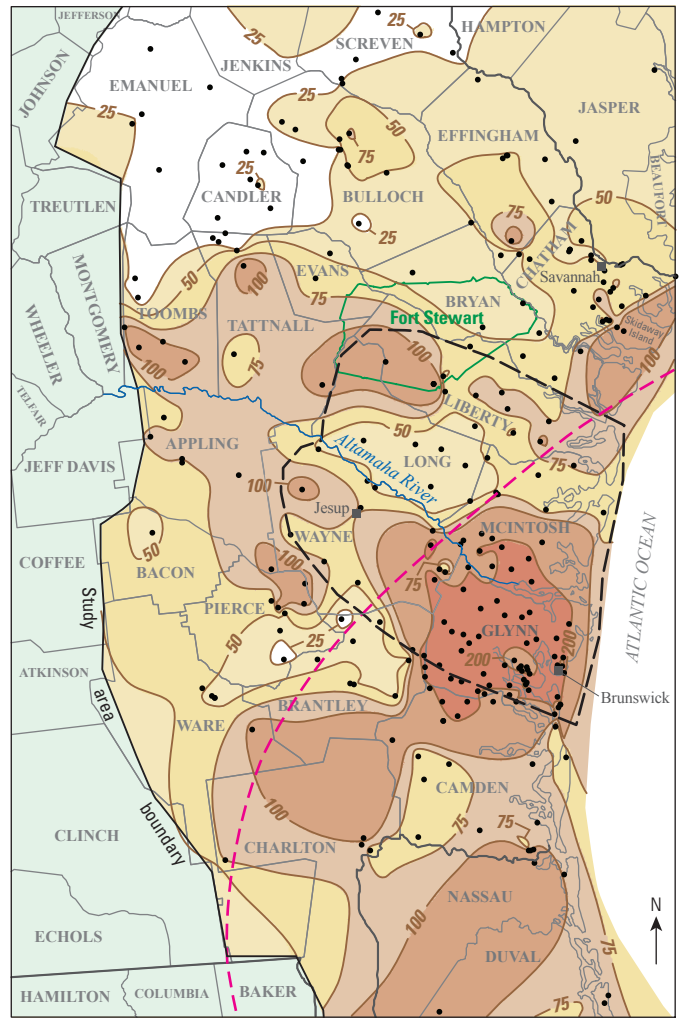 JEFFERSON
HAMPTON
25
50
75
SCREVEN
JENKINS
JOHNSON
EMANUEL
JASPER
25
25
50
EFFINGHAM
75
25
CANDLER
BULLOCH
BEAUFORT
TREUTLEN
50
75
25
CHATHAM
MONTGOMERY
50
EVANS
75
100
Savannah
BRYAN
TOOMBS
Fort Stewart
TATTNALL
WHEELER
Skidaway
Island
100
75
100
100
TELFAIR
LIBERTY
50
APPLING
LONG
75
JEFF DAVIS
Altamaha River
100
Jesup
MCINTOSH
50
WAYNE
COFFEE
100
75
BACON
ATLANTIC OCEAN
Study
PIERCE
GLYNN
50
25
200
200
ATKINSON
area
BRANTLEY
Brunswick
WARE
CAMDEN
boundary
100
75
75
CLINCH
CHARLTON
NASSAU
100
N
ECHOLS
DUVAL
75
HAMILTON
COLUMBIA
BAKER
75